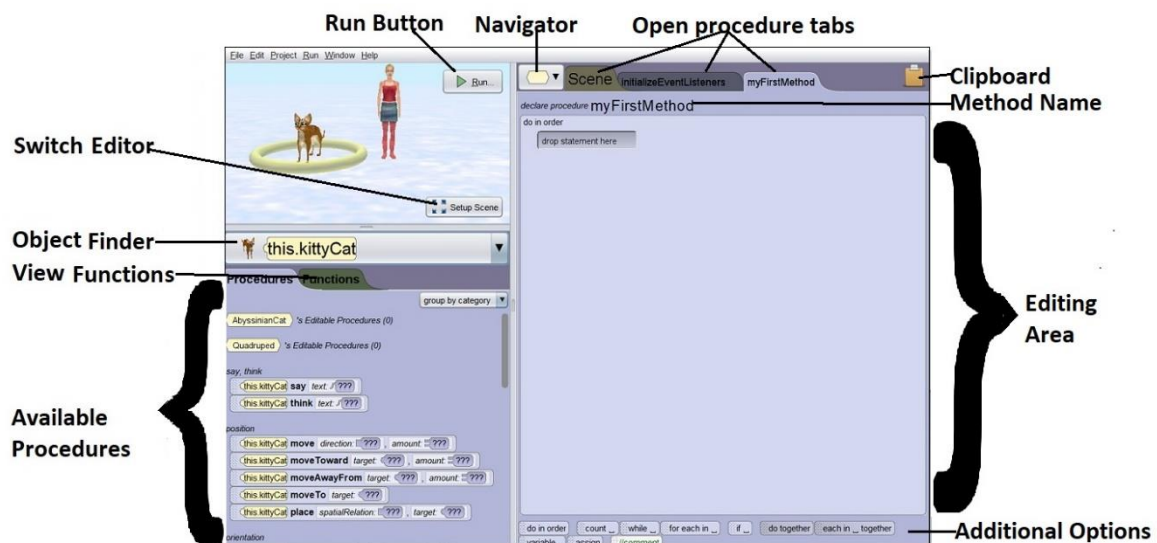 Run Button
Navigator
Open procedure tabs
File Edit Project Run Window Help
Run...
Scene
initializeEventListeners
myFirstMethod
Clipboard
declare procedure myFirstMethod
Method Name
do in order
drop statement here
Switch Editor
Setup Scene
Object Finder
this.kittyCat
View Functions
Procedures Functions
group by category
AbyssinianCat 's Editable Procedures (0)
Quadruped 's Editable Procedures (0)
say, think
this.kittyCat say text: ???
this.kittyCat think text: ???
position
this.kittyCat move direction: ??? , amount: ???
this.kittyCat moveToward target: ??? , amount: ???
this.kittyCat moveAwayFrom target: ??? , amount: ???
this.kittyCat moveTo target: ???
this.kittyCat place spatialRelation: ??? , target: ???
orientation
Available
Procedures
Editing
Area
do in order count _ while _ for each in _ if _ do together each in _ together
variable assign //comment
Additional Options